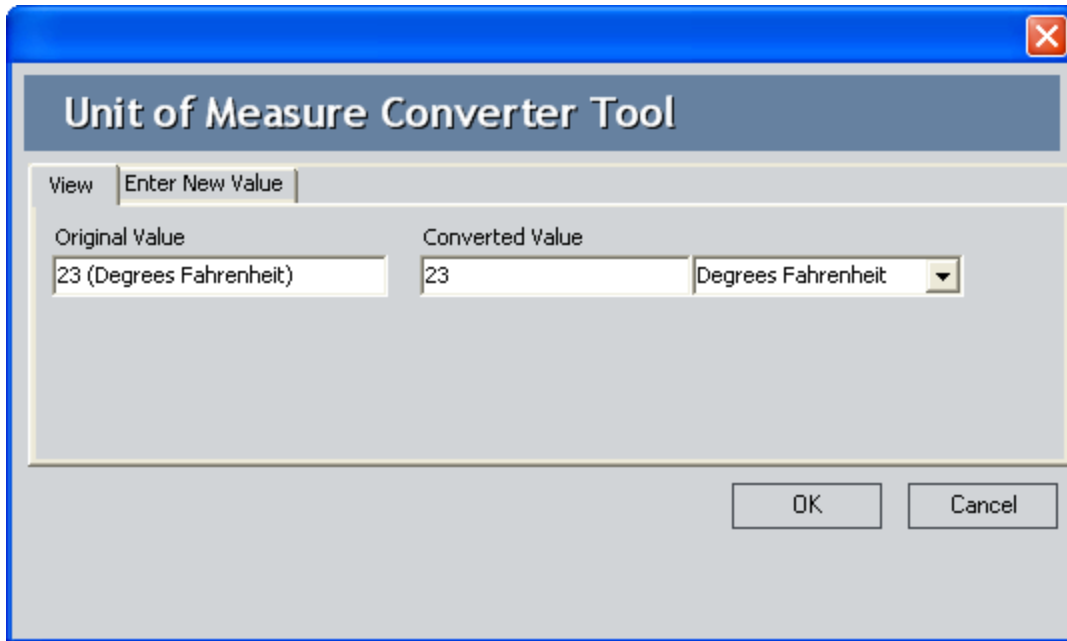 Unit of Measure Converter Tool
View Enter New Value
Original Value Converted Value
23 (Degrees Fahrenheit) 23 Degrees Fahrenheit
OK Cancel